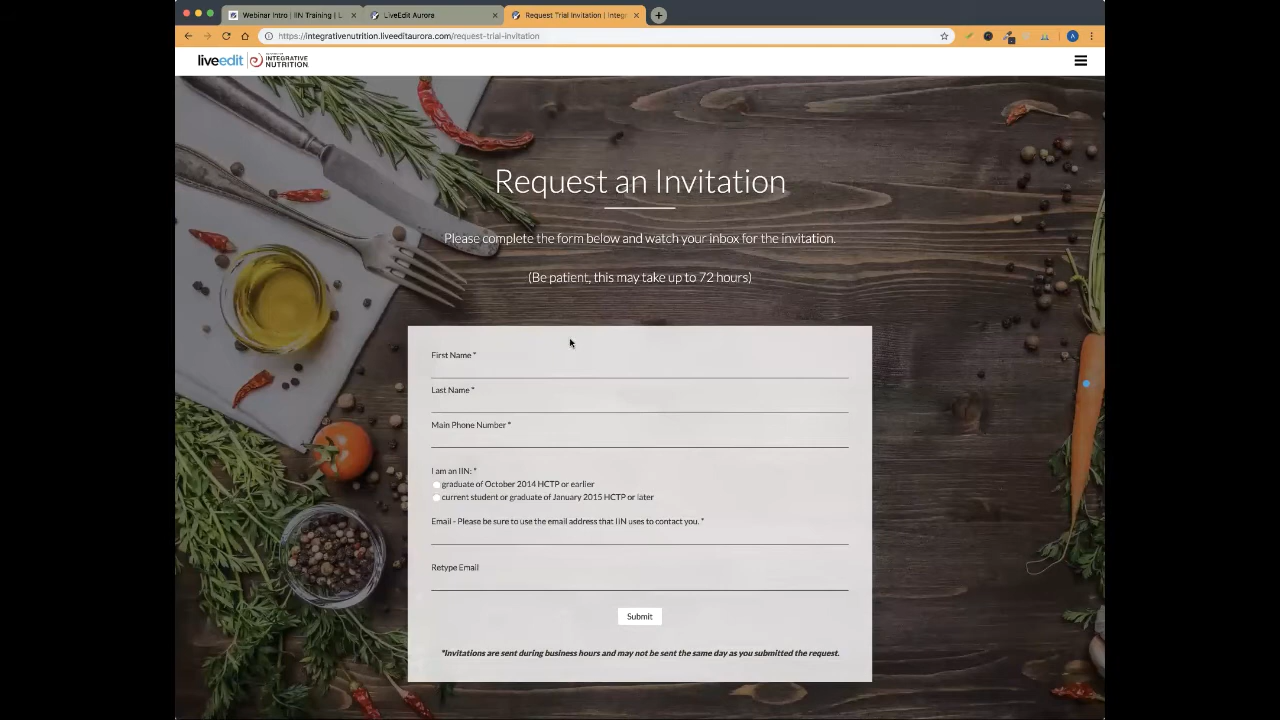 Webinar Intro | IIN Training | L
LiveEdit Aurora
Request Trial Invitation | Integr
https://integrativenutrition.liveeditaurora.com/request-trial-invitation
liveedit
INTEGRATIVE
NUTRITION
Request an Invitation
Please complete the form below and watch your inbox for the invitation.
(Be patient, this may take up to 72 hours)
First Name *
Last Name *
Main Phone Number *
I am an IIN: *
graduate of October 2014 HCTP or earlier
current student or graduate of January 2015 HCTP or later
Email - Please be sure to use the email address that IIN uses to contact you. *
Retype Email
Submit
*Invitations are sent during business hours and may not be sent the same day as you submitted the request.